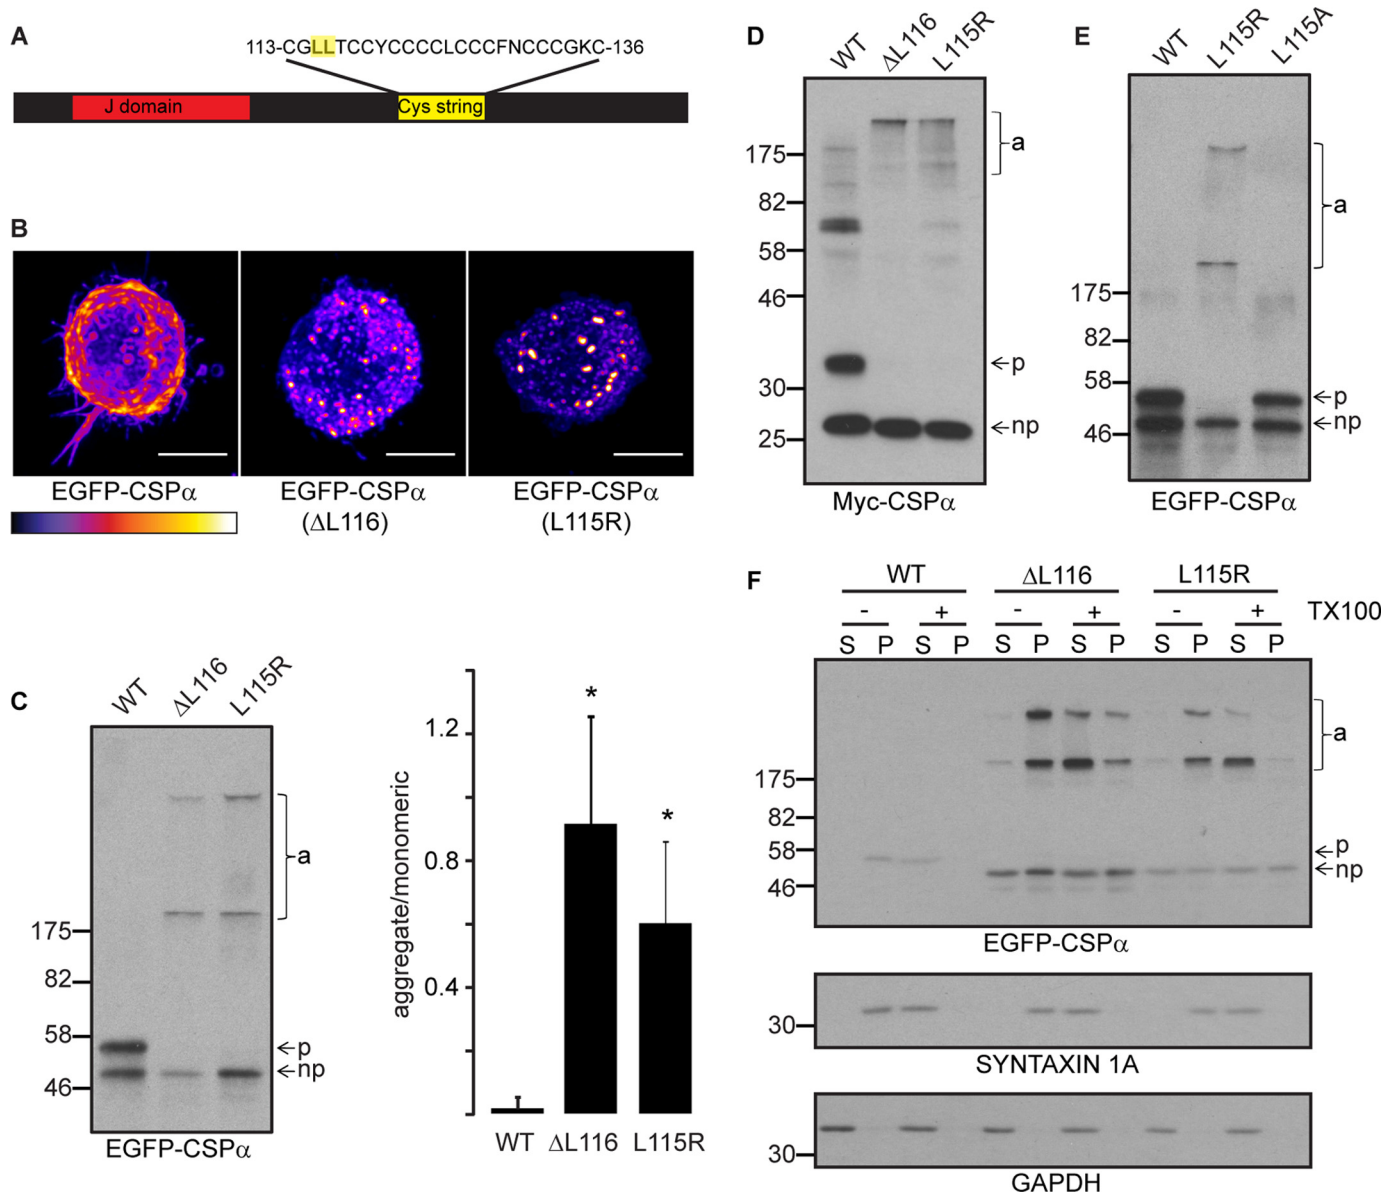 A
113-CGLLTCCYCCCCLCCCFNCCCGKC-136
J domain
Cys string
B
EGFP-CSPα
EGFP-CSPα
(ΔL116)
EGFP-CSPα
(L115R)
C
WT
ΔL116
L115R
a
175
82
58
46
p
np
EGFP-CSPα
aggregate/monomeric
1.2
0.8
0.4
*
*
WT
ΔL116
L115R
D
WT
ΔL116
L115R
175
82
58
46
30
25
a
p
np
Myc-CSPα
E
WT
L115R
L115A
175
82
58
46
a
p
np
EGFP-CSPα
F
WT
ΔL116
L115R
- + - + - + TX100
S P S P S P S P S P S P
175
82
58
46
a
p
np
EGFP-CSPα
30
SYNTAXIN 1A
30
GAPDH